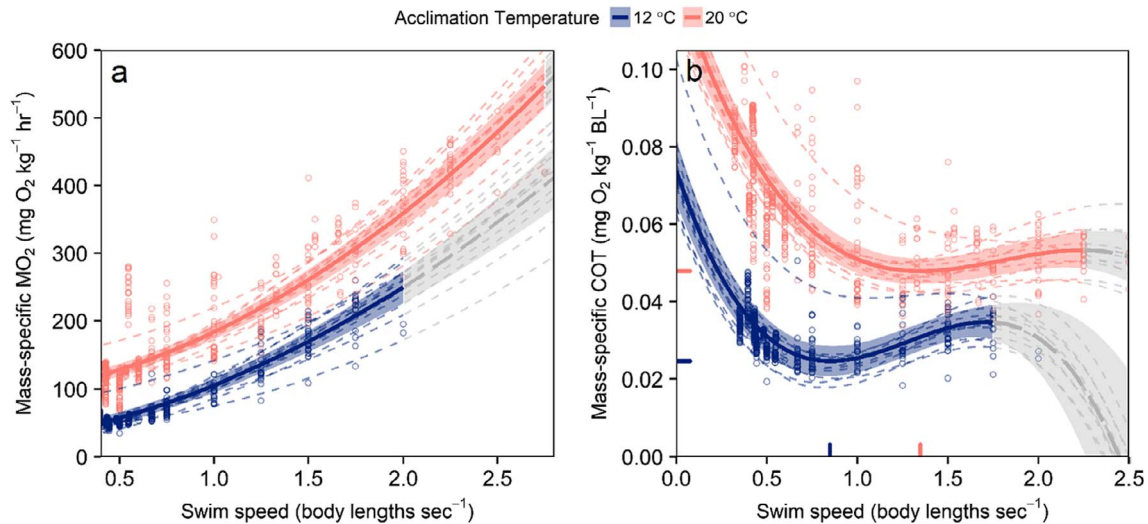 Acclimation Temperature 12 °C 20 °C
a
600
500
400
300
200
100
0
0.5 1.0 1.5 2.0 2.5
Mass-specific MO₂ (mg O₂ kg⁻¹ hr⁻¹)
Swim speed (body lengths sec⁻¹)
b
0.10
0.08
0.06
0.04
0.02
0.00
0.0 0.5 1.0 1.5 2.0 2.5
Mass-specific COT (mg O₂ kg⁻¹ BL⁻¹)
Swim speed (body lengths sec⁻¹)